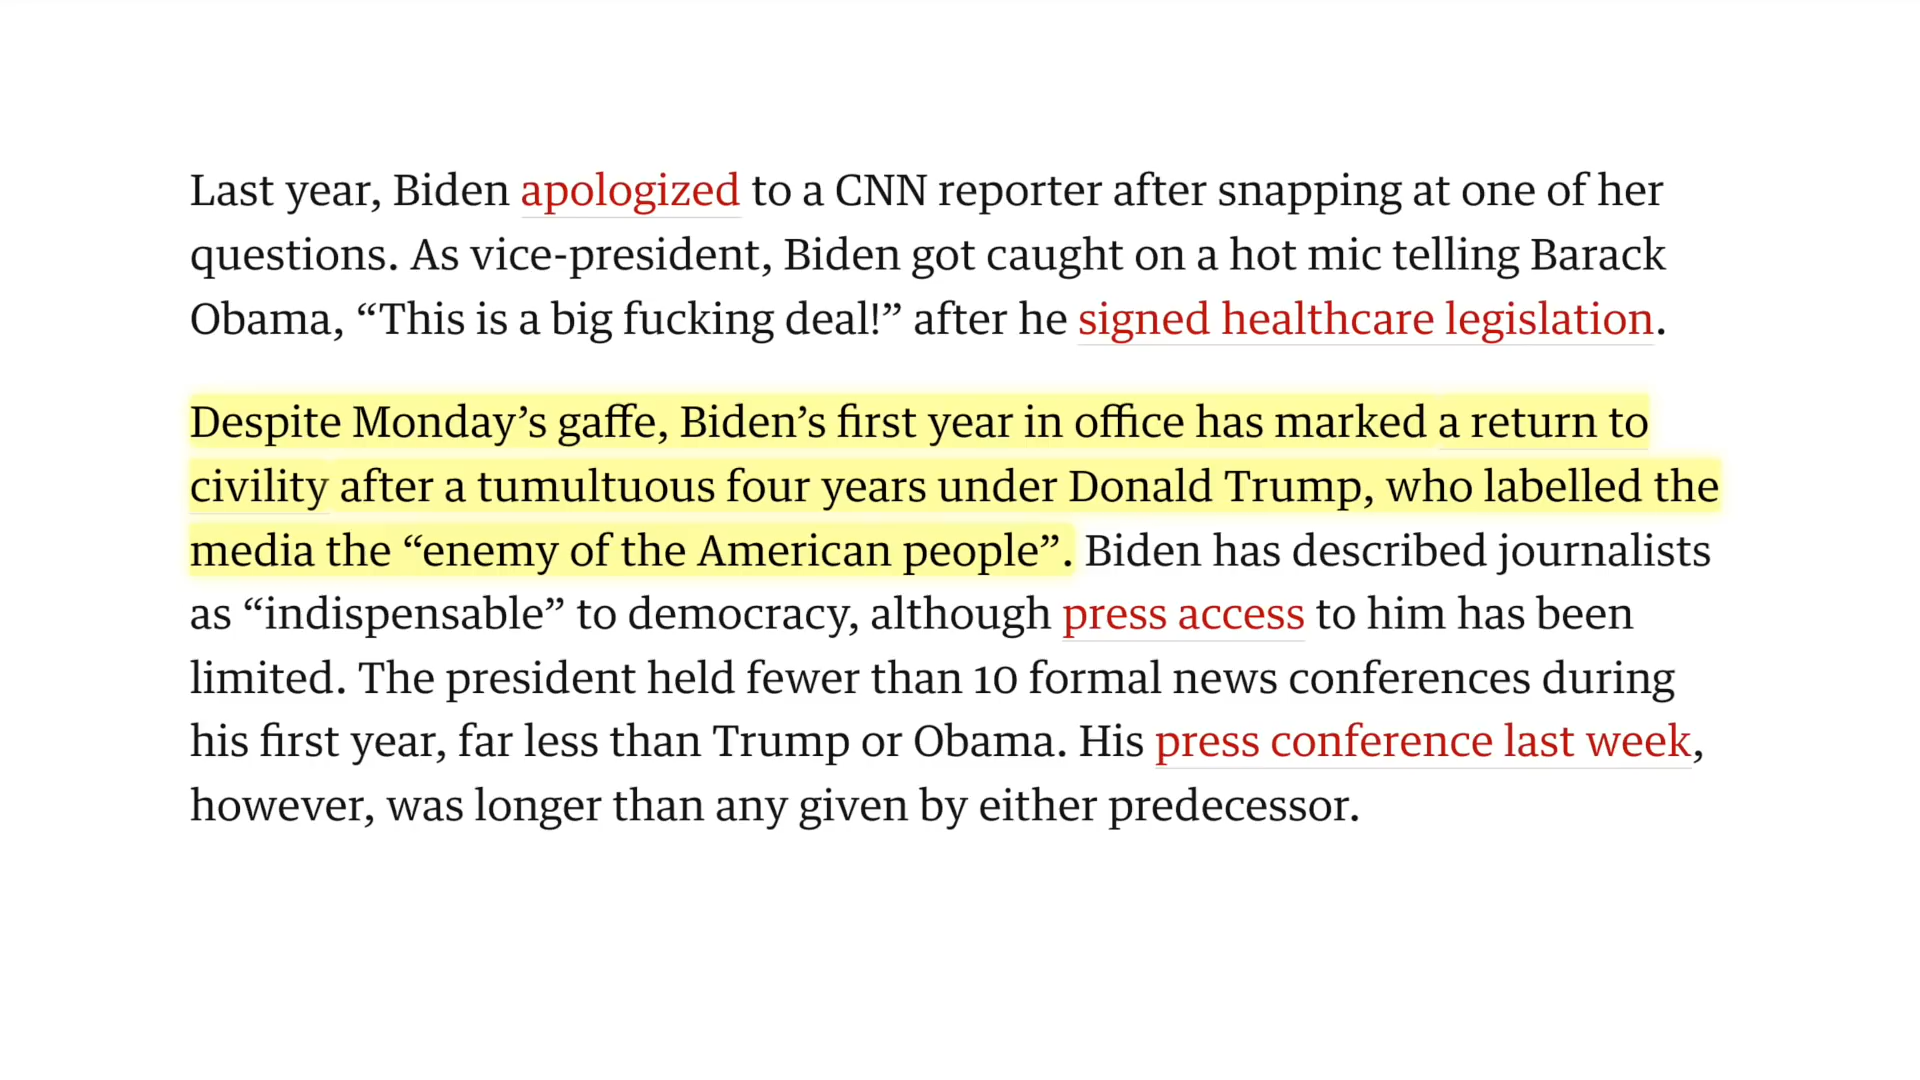 Last year, Biden apologized to a CNN reporter after snapping at one of her
questions. As vice-president, Biden got caught on a hot mic telling Barack
Obama, “This is a big fucking deal!” after he signed healthcare legislation.
Despite Monday’s gaffe, Biden’s first year in office has marked a return to
civility after a tumultuous four years under Donald Trump, who labelled the
media the “enemy of the American people”. Biden has described journalists
as “indispensable” to democracy, although press access to him has been
limited. The president held fewer than 10 formal news conferences during
his first year, far less than Trump or Obama. His press conference last week,
however, was longer than any given by either predecessor.